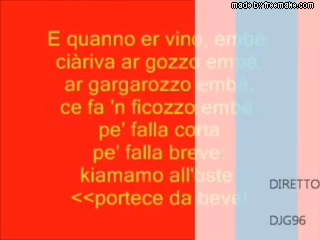 made by freemake.com
E quanno er vino, embè,
ciàriva ar gozzo embè,
ar gargarozzo embè,
ce fa 'n ficozzo embè.
pe' falla corta
pe' falla breve:
kiamamo all'oste
<<portece da beve!
DIRETTO
DJG96